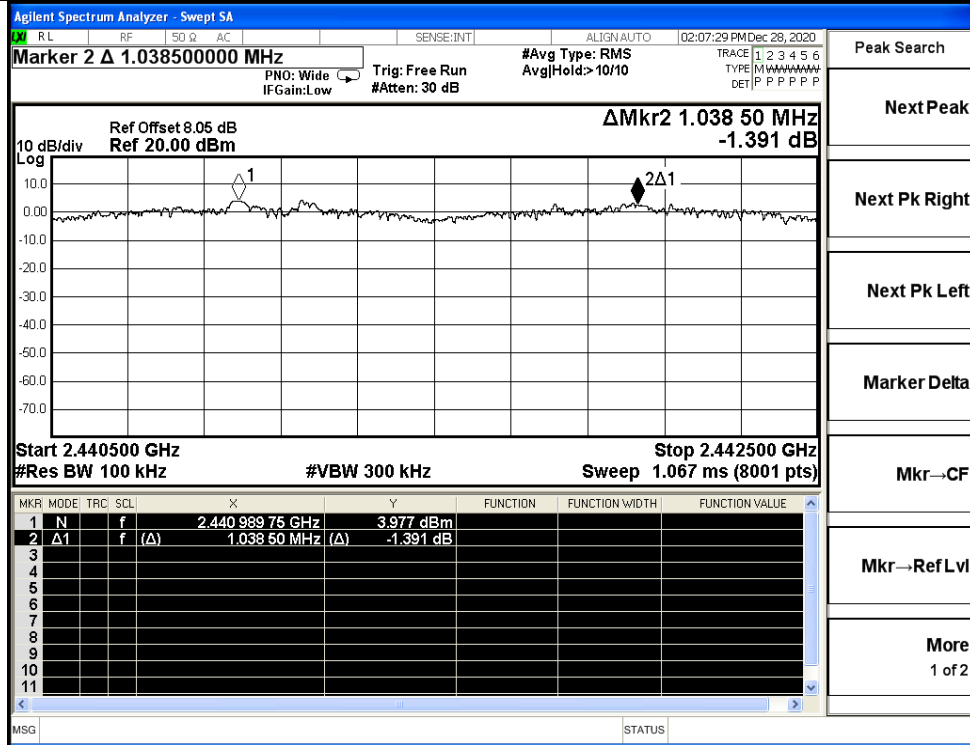 Agilent Spectrum Analyzer - Swept SA
LXI RL RF 50 Ω AC SENSE:INT ALIGNAUTO 02:07:29 PM Dec 28, 2020
Marker 2 Δ 1.038500000 MHz
PNO: Wide
IFGain:Low
Trig: Free Run
#Atten: 30 dB
#Avg Type: RMS
Avg|Hold:>10/10
TRACE 1 2 3 4 5 6
TYPE M WWWWW
DET P P P P P P
Ref Offset 8.05 dB
10 dB/div Ref 20.00 dBm
Log
ΔMkr2 1.038 50 MHz
-1.391 dB
10.0
0.00
-10.0
-20.0
-30.0
-40.0
-50.0
-60.0
-70.0
1
2Δ1
Start 2.440500 GHz Stop 2.442500 GHz
#Res BW 100 kHz #VBW 300 kHz Sweep 1.067 ms (8001 pts)
MKR MODE TRC SCL X Y FUNCTION FUNCTION WIDTH FUNCTION VALUE
1 N f 2.440 989 75 GHz 3.977 dBm
2 Δ1 f (Δ) 1.038 50 MHz (Δ) -1.391 dB
3
4
5
6
7
8
9
10
11
MSG STATUS
Peak Search
Next Peak
Next Pk Right
Next Pk Left
Marker Delta
Mkr→CF
Mkr→Ref Lvl
More
1 of 2